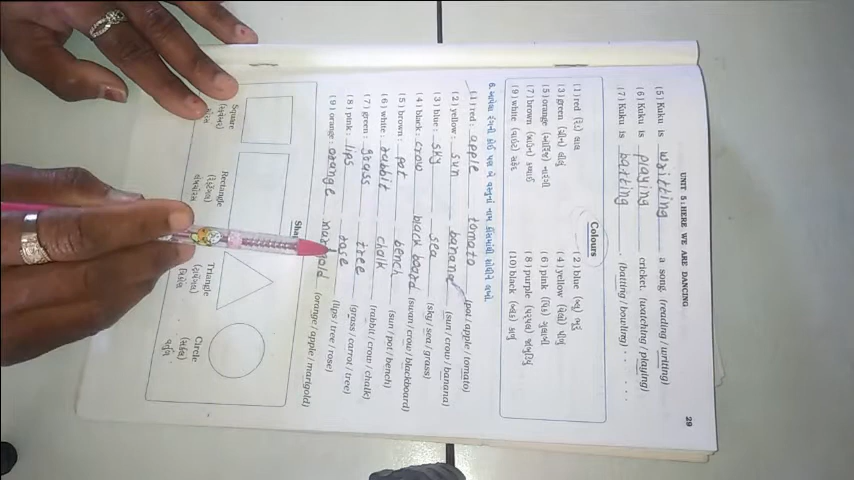 UNIT 5 : HERE WE ARE DANCING 29
(5) Kuku is writting a song. (reading / writing)
(6) Kuku is playing cricket. (watching / playing)
(7) Kuku is batting. (batting / bowling)
Colours
(1) red (રેડ) લાલ (2) blue (બ્લુ) ભૂરું
(3) green (ગ્રીન) લીલું (4) yellow (યેલો) પીળું
(5) orange (ઓરેન્જ) નારંગી (6) pink (પિંક) ગુલાબી
(7) brown (બ્રાઉન) કથ્થાઈ (8) purple (પર્પલ) જાંબુડિયું
(9) white (વ્હાઇટ) સફેદ (10) black (બ્લેક) કાળું
(1) red : apple tomato (pot / apple / tomato)
(2) yellow : sun banana (sun / crow / banana)
(3) blue : sky sea (sky / sea / grass)
(4) black : crow black board (swan / crow / blackboard)
(5) brown : pot bench (sun / pot / bench)
(6) white : rabbit chalk (rabbit / crow / chalk)
(7) green : grass tree (grass / carrot / tree)
(8) pink : lips rose (lips / tree / rose)
(9) orange : orange marigold (orange / apple / marigold)
Sha
Square Rectangle Triangle Circle
(સ્ક્વેર) (રેક્ટેંગલ) (ટ્રાયેંગલ) (સર્કલ)
ચોરસ લંબચોરસ ત્રિકોણ વર્તુળ